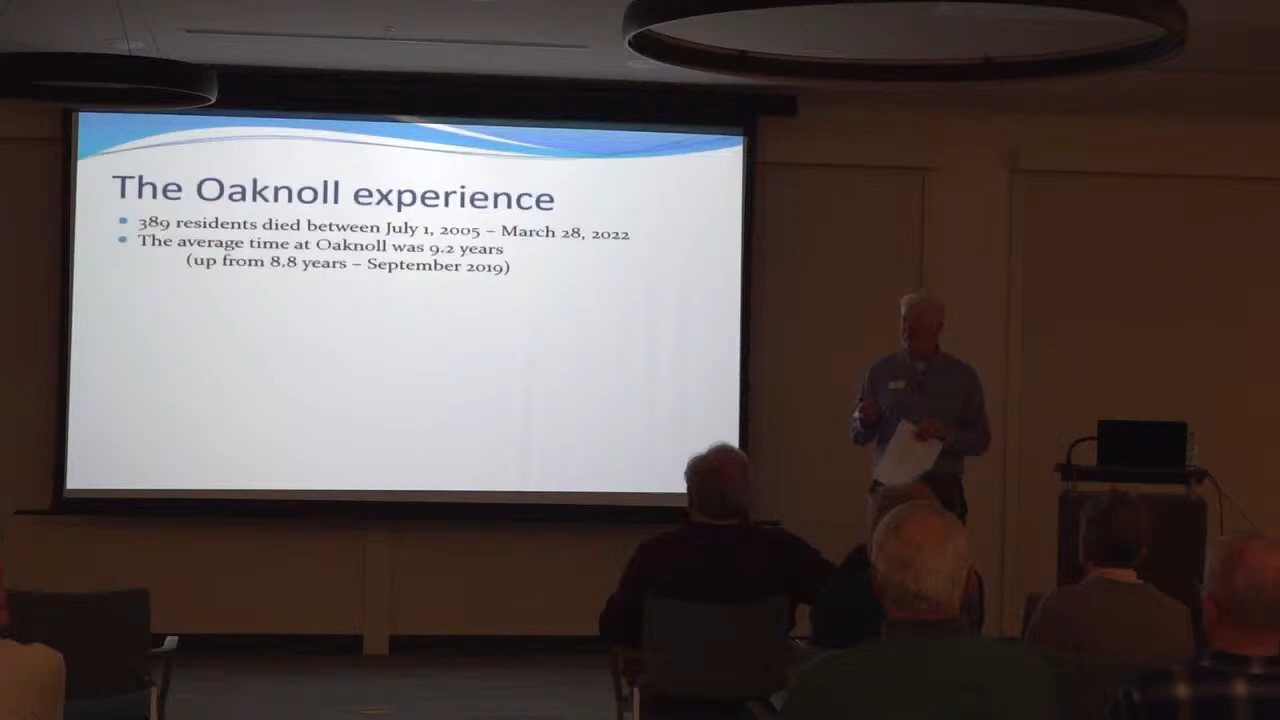 The Oaknoll experience
• 389 residents died between July 1, 2005 – March 28, 2022
• The average time at Oaknoll was 9.2 years
(up from 8.8 years – September 2019)